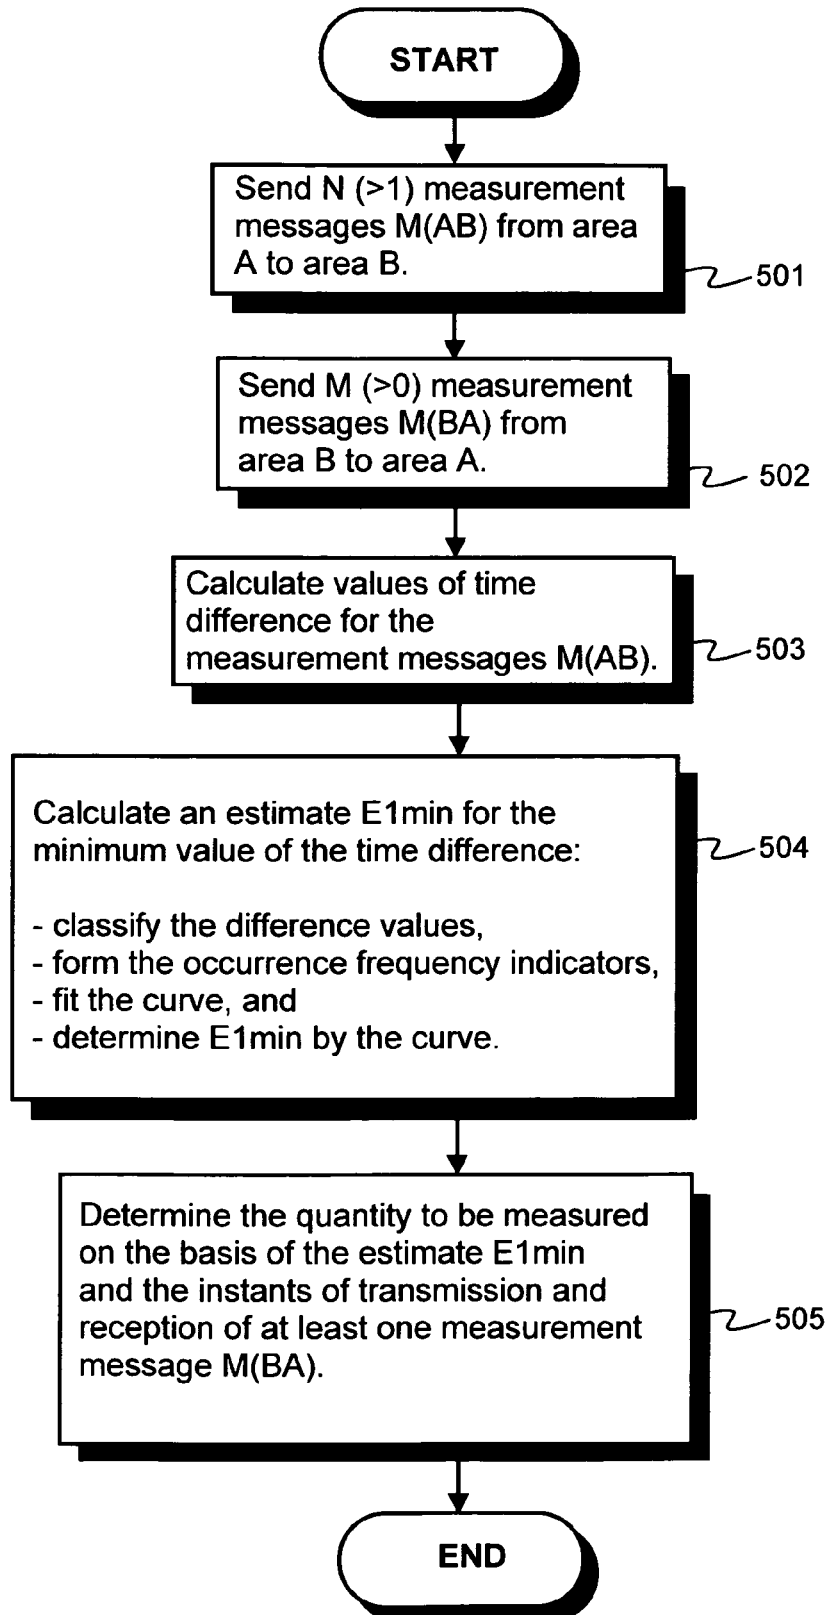 START
Send N (>1) measurement
messages M(AB) from area
A to area B.
501
Send M (>0) measurement
messages M(BA) from
area B to area A.
502
Calculate values of time
difference for the
measurement messages M(AB).
503
Calculate an estimate E1min for the
minimum value of the time difference:
- classify the difference values,
- form the occurrence frequency indicators,
- fit the curve, and
- determine E1min by the curve.
504
Determine the quantity to be measured
on the basis of the estimate E1min
and the instants of transmission and
reception of at least one measurement
message M(BA).
505
END